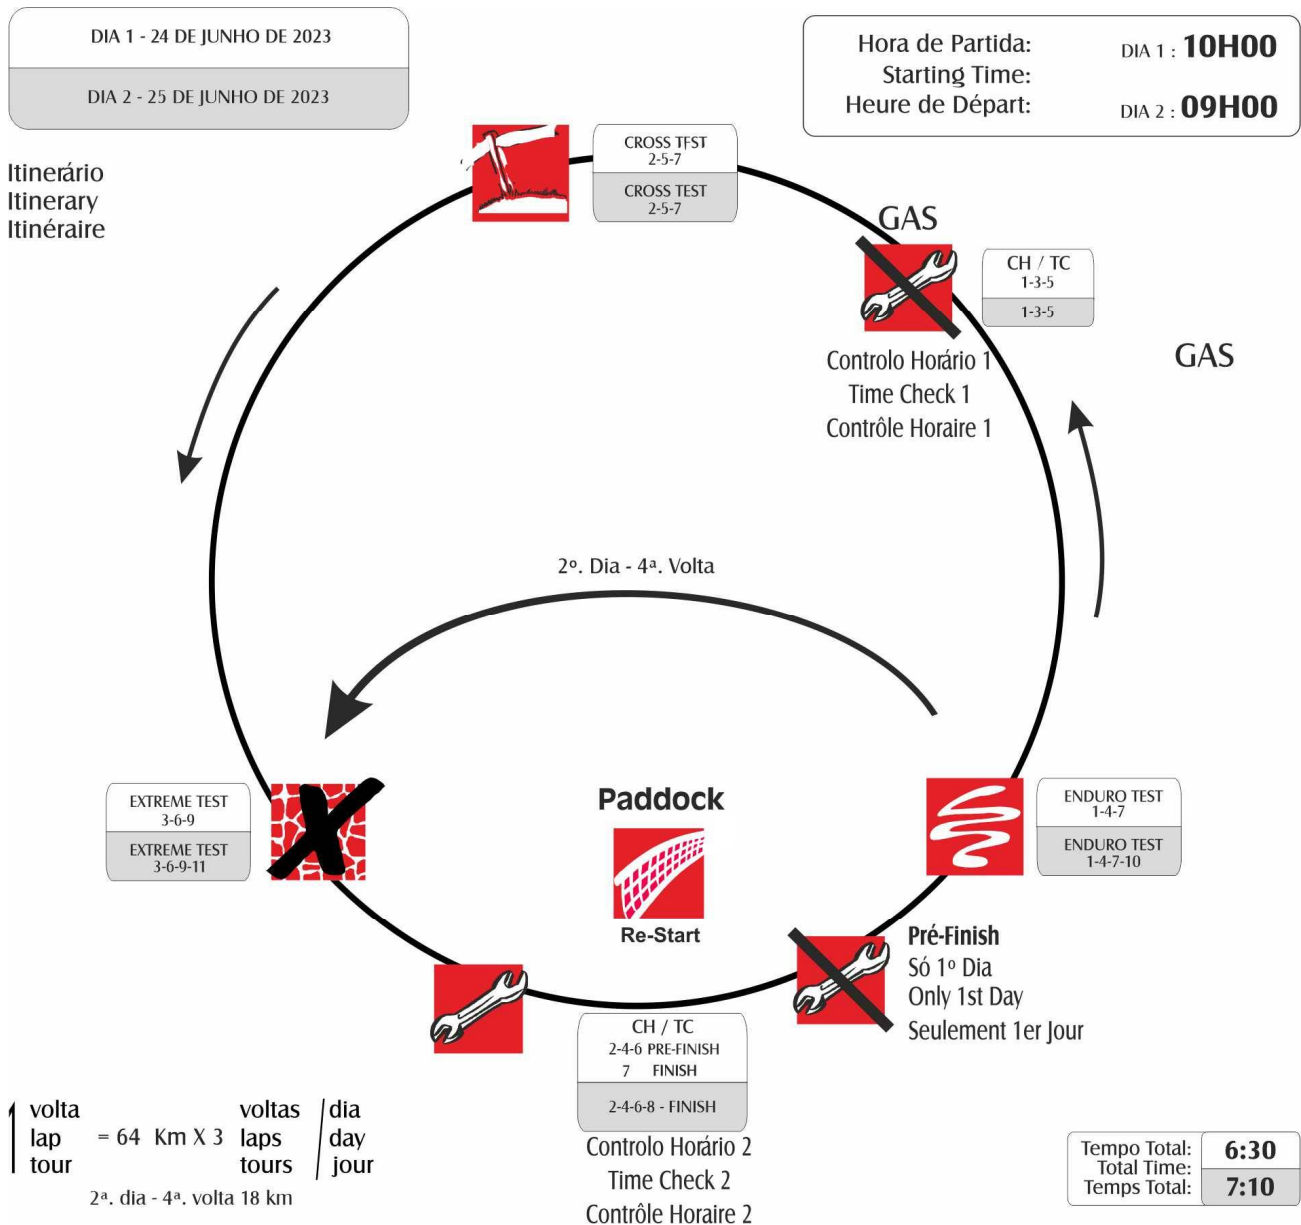 DIA 1 - 24 DE JUNHO DE 2023
DIA 2 - 25 DE JUNHO DE 2023
Hora de Partida:
Starting Time:
Heure de Départ:
DIA 1 : 10H00
DIA 2 : 09H00
Itinerário
Itinerary
Itinéraire
CROSS TFST
2-5-7
CROSS TEST
2-5-7
GAS
CH / TC
1-3-5
1-3-5
Controlo Horário 1
Time Check 1
Contrôle Horaire 1
GAS
2º. Dia - 4ª. Volta
EXTREME TEST
3-6-9
EXTREME TEST
3-6-9-11
Paddock
Re-Start
ENDURO TEST
1-4-7
ENDURO TEST
1-4-7-10
Pré-Finish
Só 1º Dia
Only 1st Day
Seulement 1er Jour
CH / TC
2-4-6 PRE-FINISH
7 FINISH
2-4-6-8 - FINISH
Controlo Horário 2
Time Check 2
Contrôle Horaire 2
1 volta
lap
tour
= 64 Km X 3
voltas
laps
tours
/ dia
day
jour
2ª. dia - 4ª. volta 18 km
Tempo Total:
Total Time:
Temps Total:
6:30
7:10